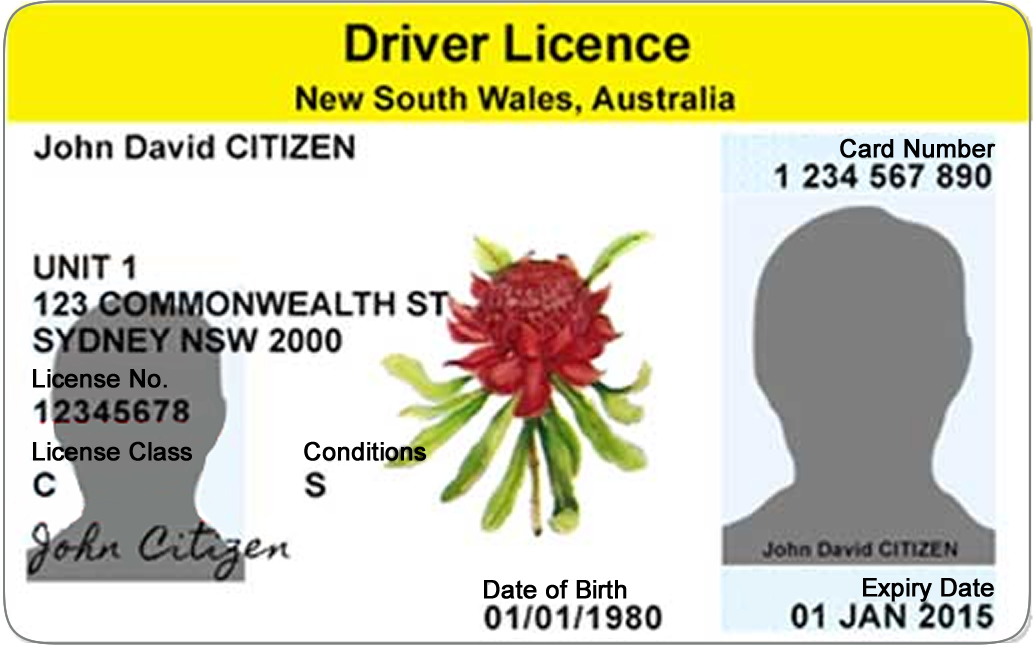 Driver Licence
New South Wales, Australia
John David CITIZEN
Card Number
1 234 567 890
UNIT 1
123 COMMONWEALTH ST
SYDNEY NSW 2000
License No.
12345678
License Class
C
Conditions
S
John Citizen
John David CITIZEN
Date of Birth
01/01/1980
Expiry Date
01 JAN 2015